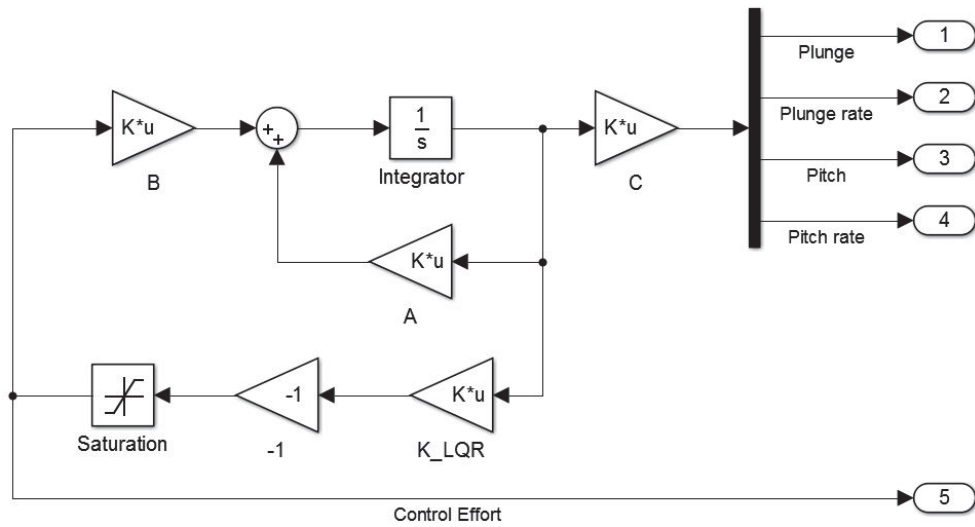 1
Plunge
K*u
B
++
1
s
Integrator
K*u
C
2
Plunge rate
3
Pitch
4
Pitch rate
K*u
A
Saturation
-1
-1
K*u
K_LQR
5
Control Effort